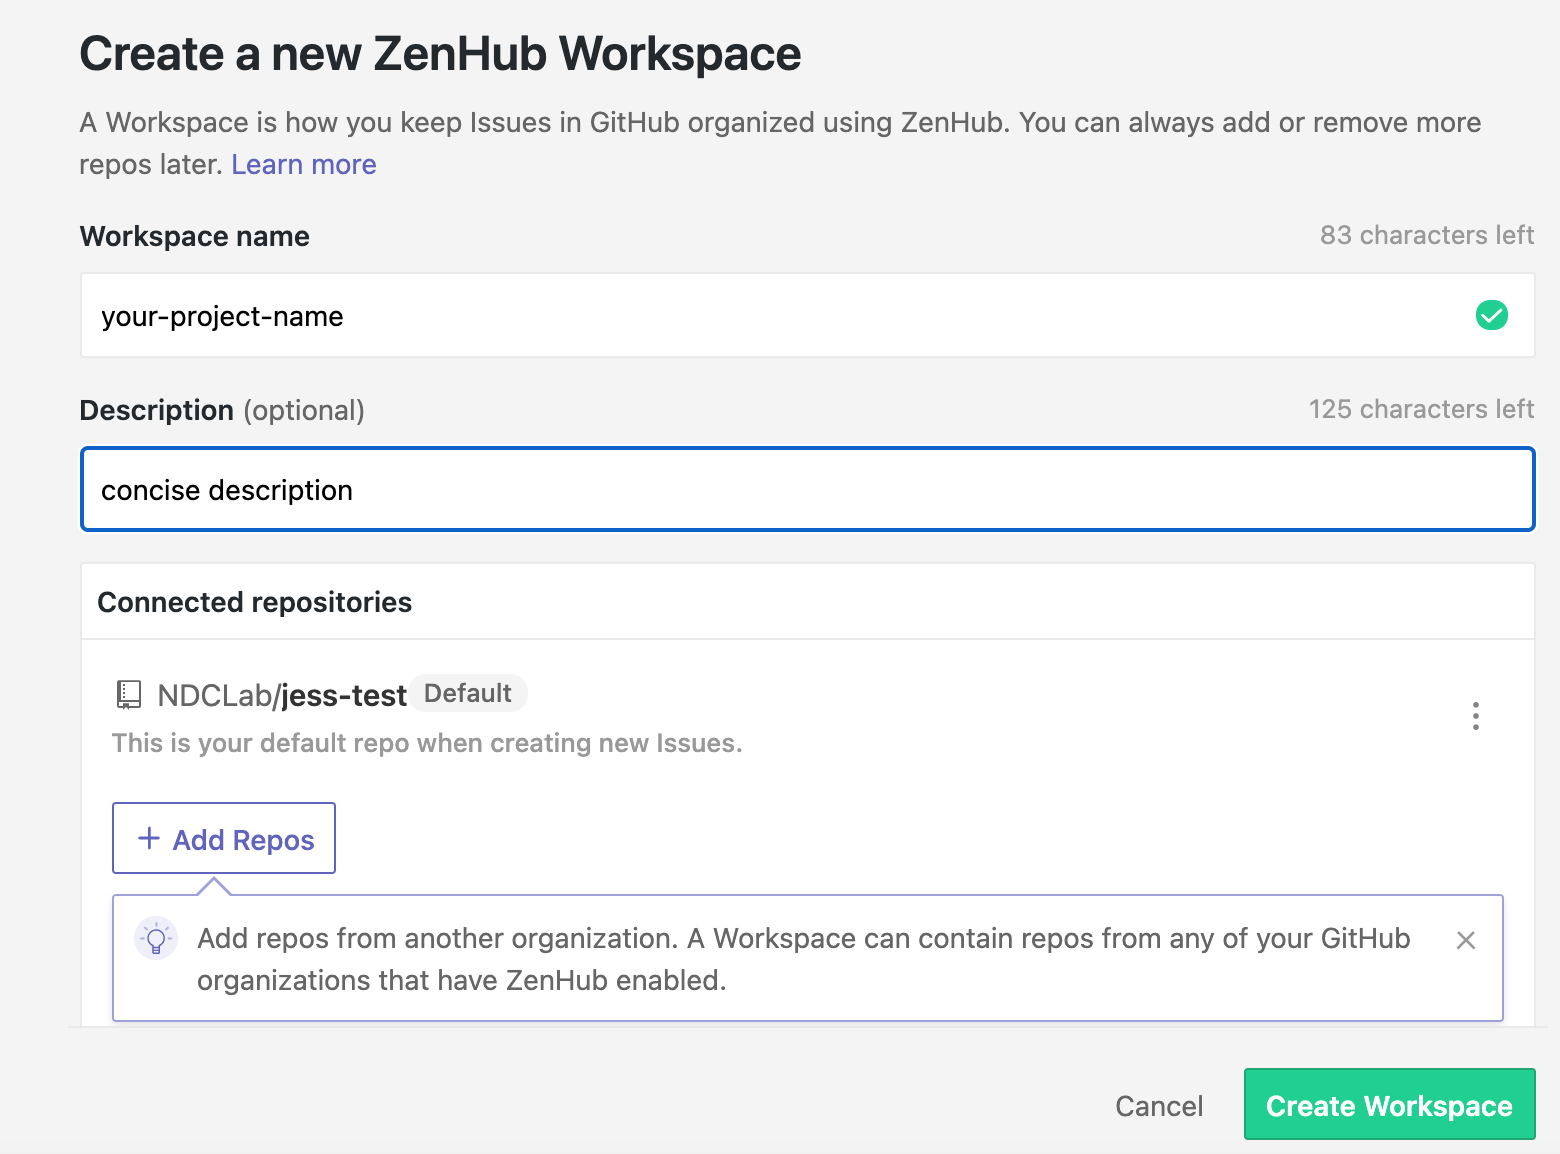 Create a new ZenHub Workspace
A Workspace is how you keep Issues in GitHub organized using ZenHub. You can always add or remove more
repos later. Learn more
Workspace name
83 characters left
your-project-name
Description (optional)
125 characters left
concise description
Connected repositories
NDCLab/jess-test Default
This is your default repo when creating new Issues.
+ Add Repos
Add repos from another organization. A Workspace can contain repos from any of your GitHub
organizations that have ZenHub enabled.
Cancel
Create Workspace